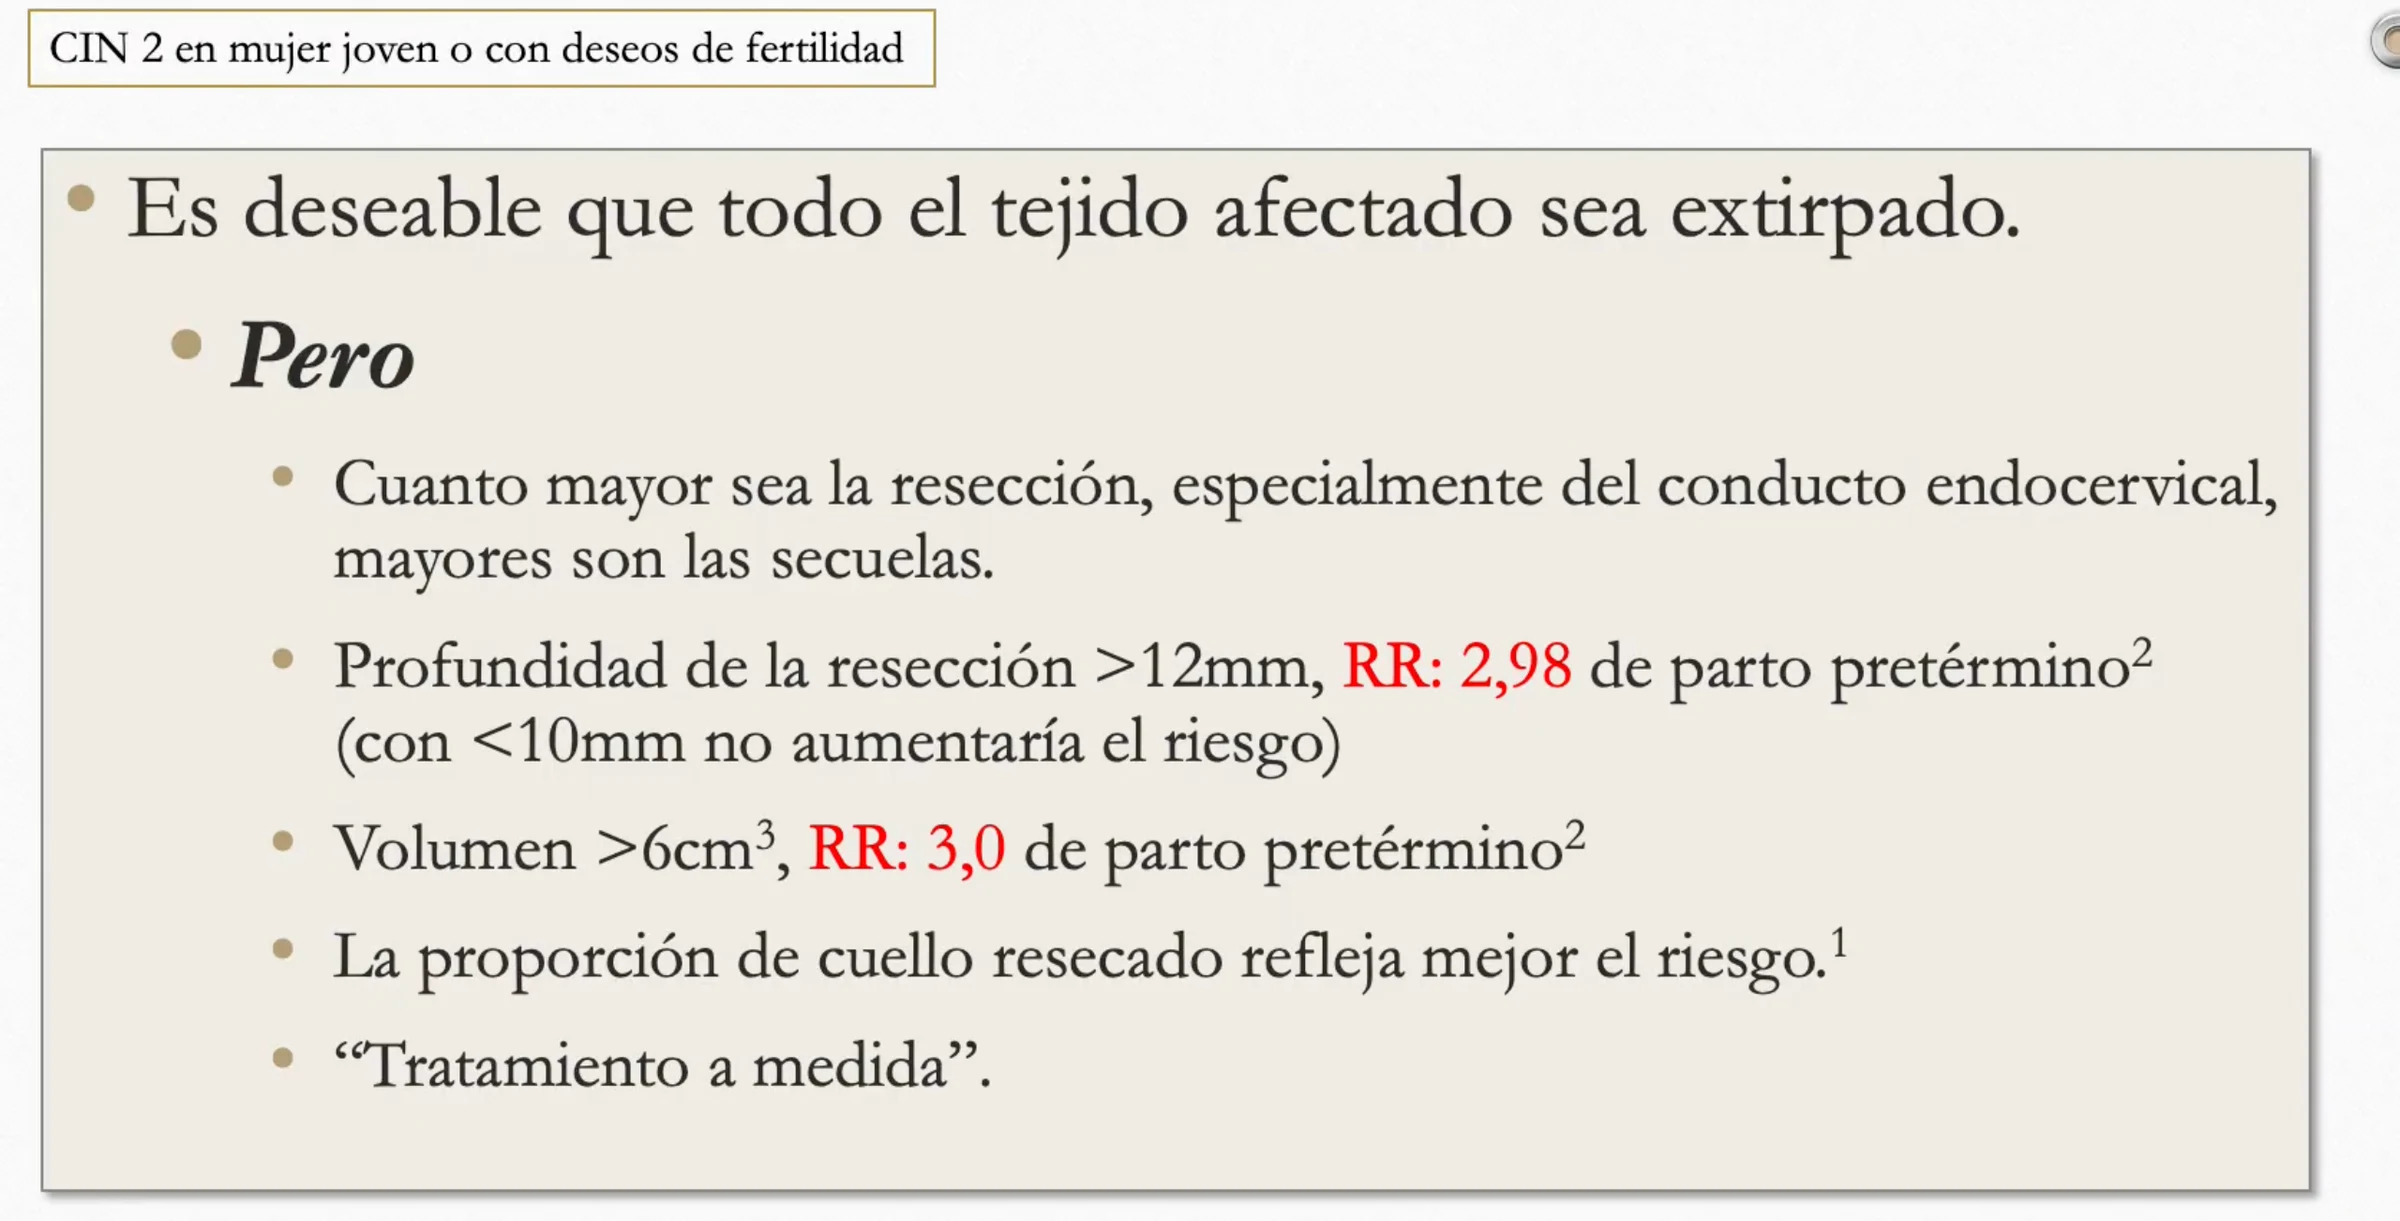 CIN 2 en mujer joven o con deseos de fertilidad
• Es deseable que todo el tejido afectado sea extirpado.
• Pero
• Cuanto mayor sea la resección, especialmente del conducto endocervical,
mayores son las secuelas.
• Profundidad de la resección >12mm, RR: 2,98 de parto pretérmino²
(con <10mm no aumentaría el riesgo)
• Volumen >6cm³, RR: 3,0 de parto pretérmino²
• La proporción de cuello resecado refleja mejor el riesgo.¹
• “Tratamiento a medida”.